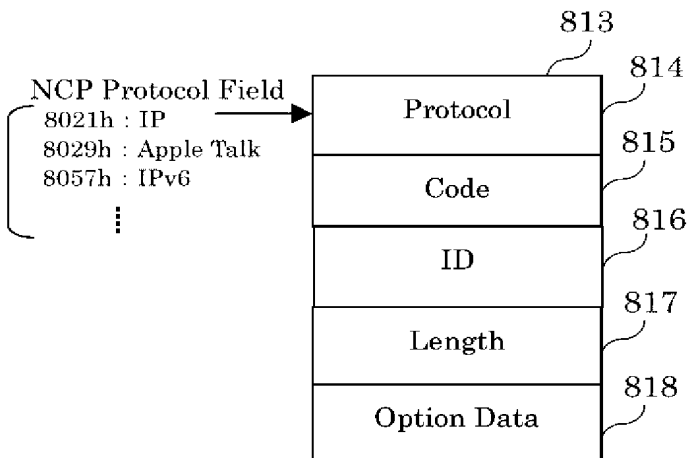 813
NCP Protocol Field
8021h : IP
8029h : Apple Talk
8057h : IPv6
Protocol
814
Code
815
ID
816
Length
817
Option Data
818